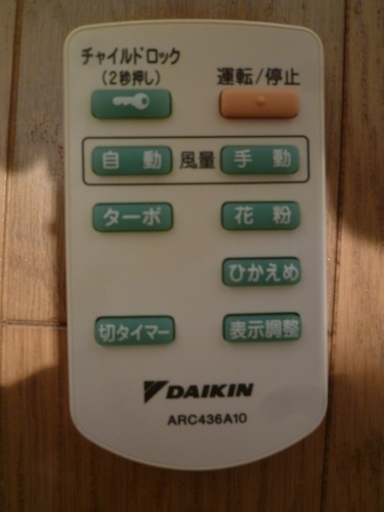 チャイルドロック
(2秒押し)
運転/停止
自動 風量 手動
ターボ 花粉
ひかえめ
切タイマー 表示調整
DAIKIN
ARC436A10